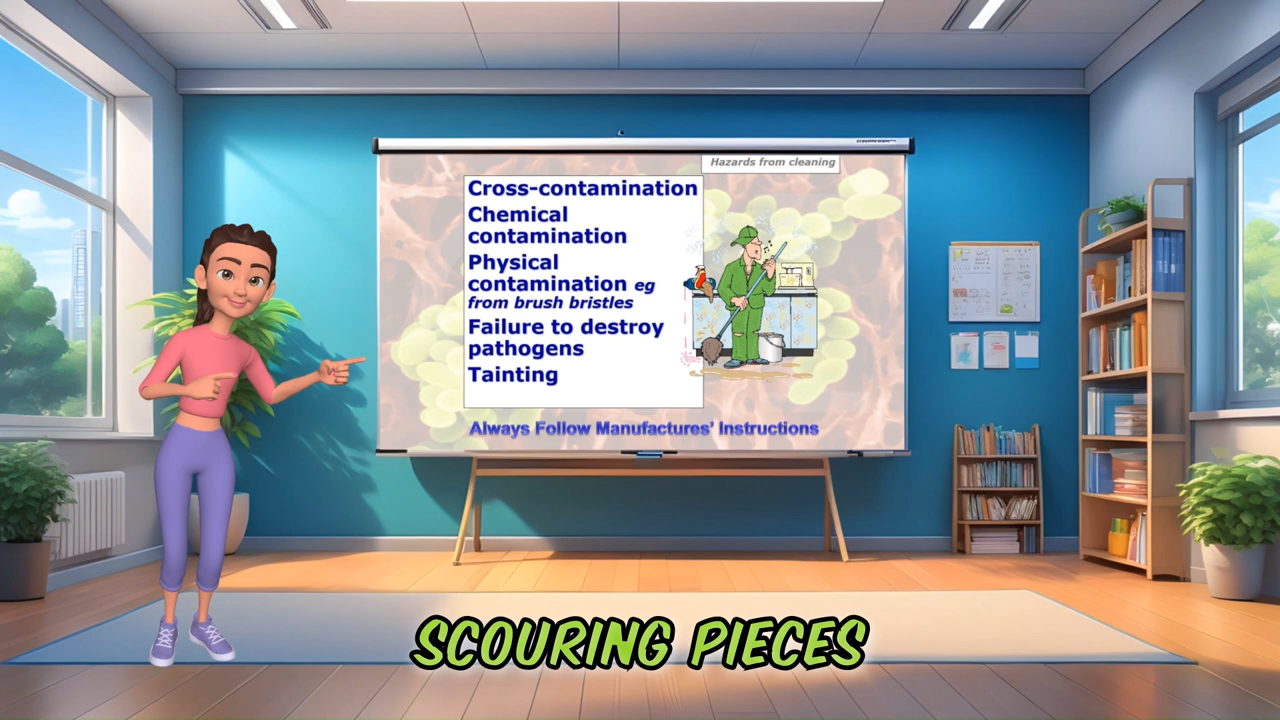 Hazards from cleaning
Cross-contamination
Chemical
contamination
Physical
contamination eg
from brush bristles
Failure to destroy
pathogens
Tainting
Always Follow Manufactures' Instructions
SCOURING PIECES